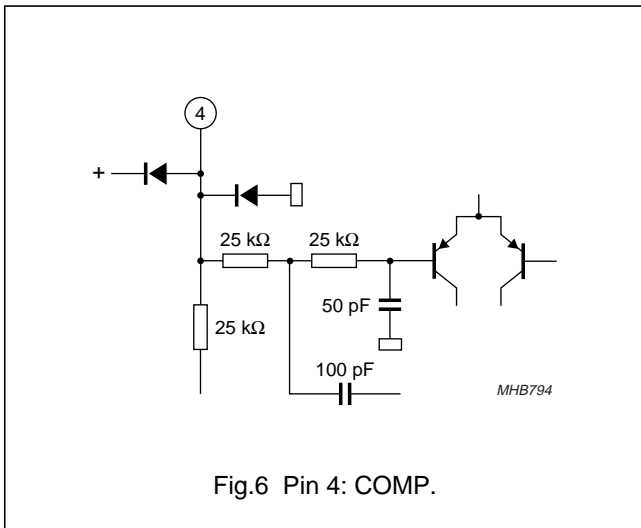 4
+
25 kΩ 25 kΩ
50 pF
25 kΩ
100 pF
MHB794
Fig.6 Pin 4: COMP.